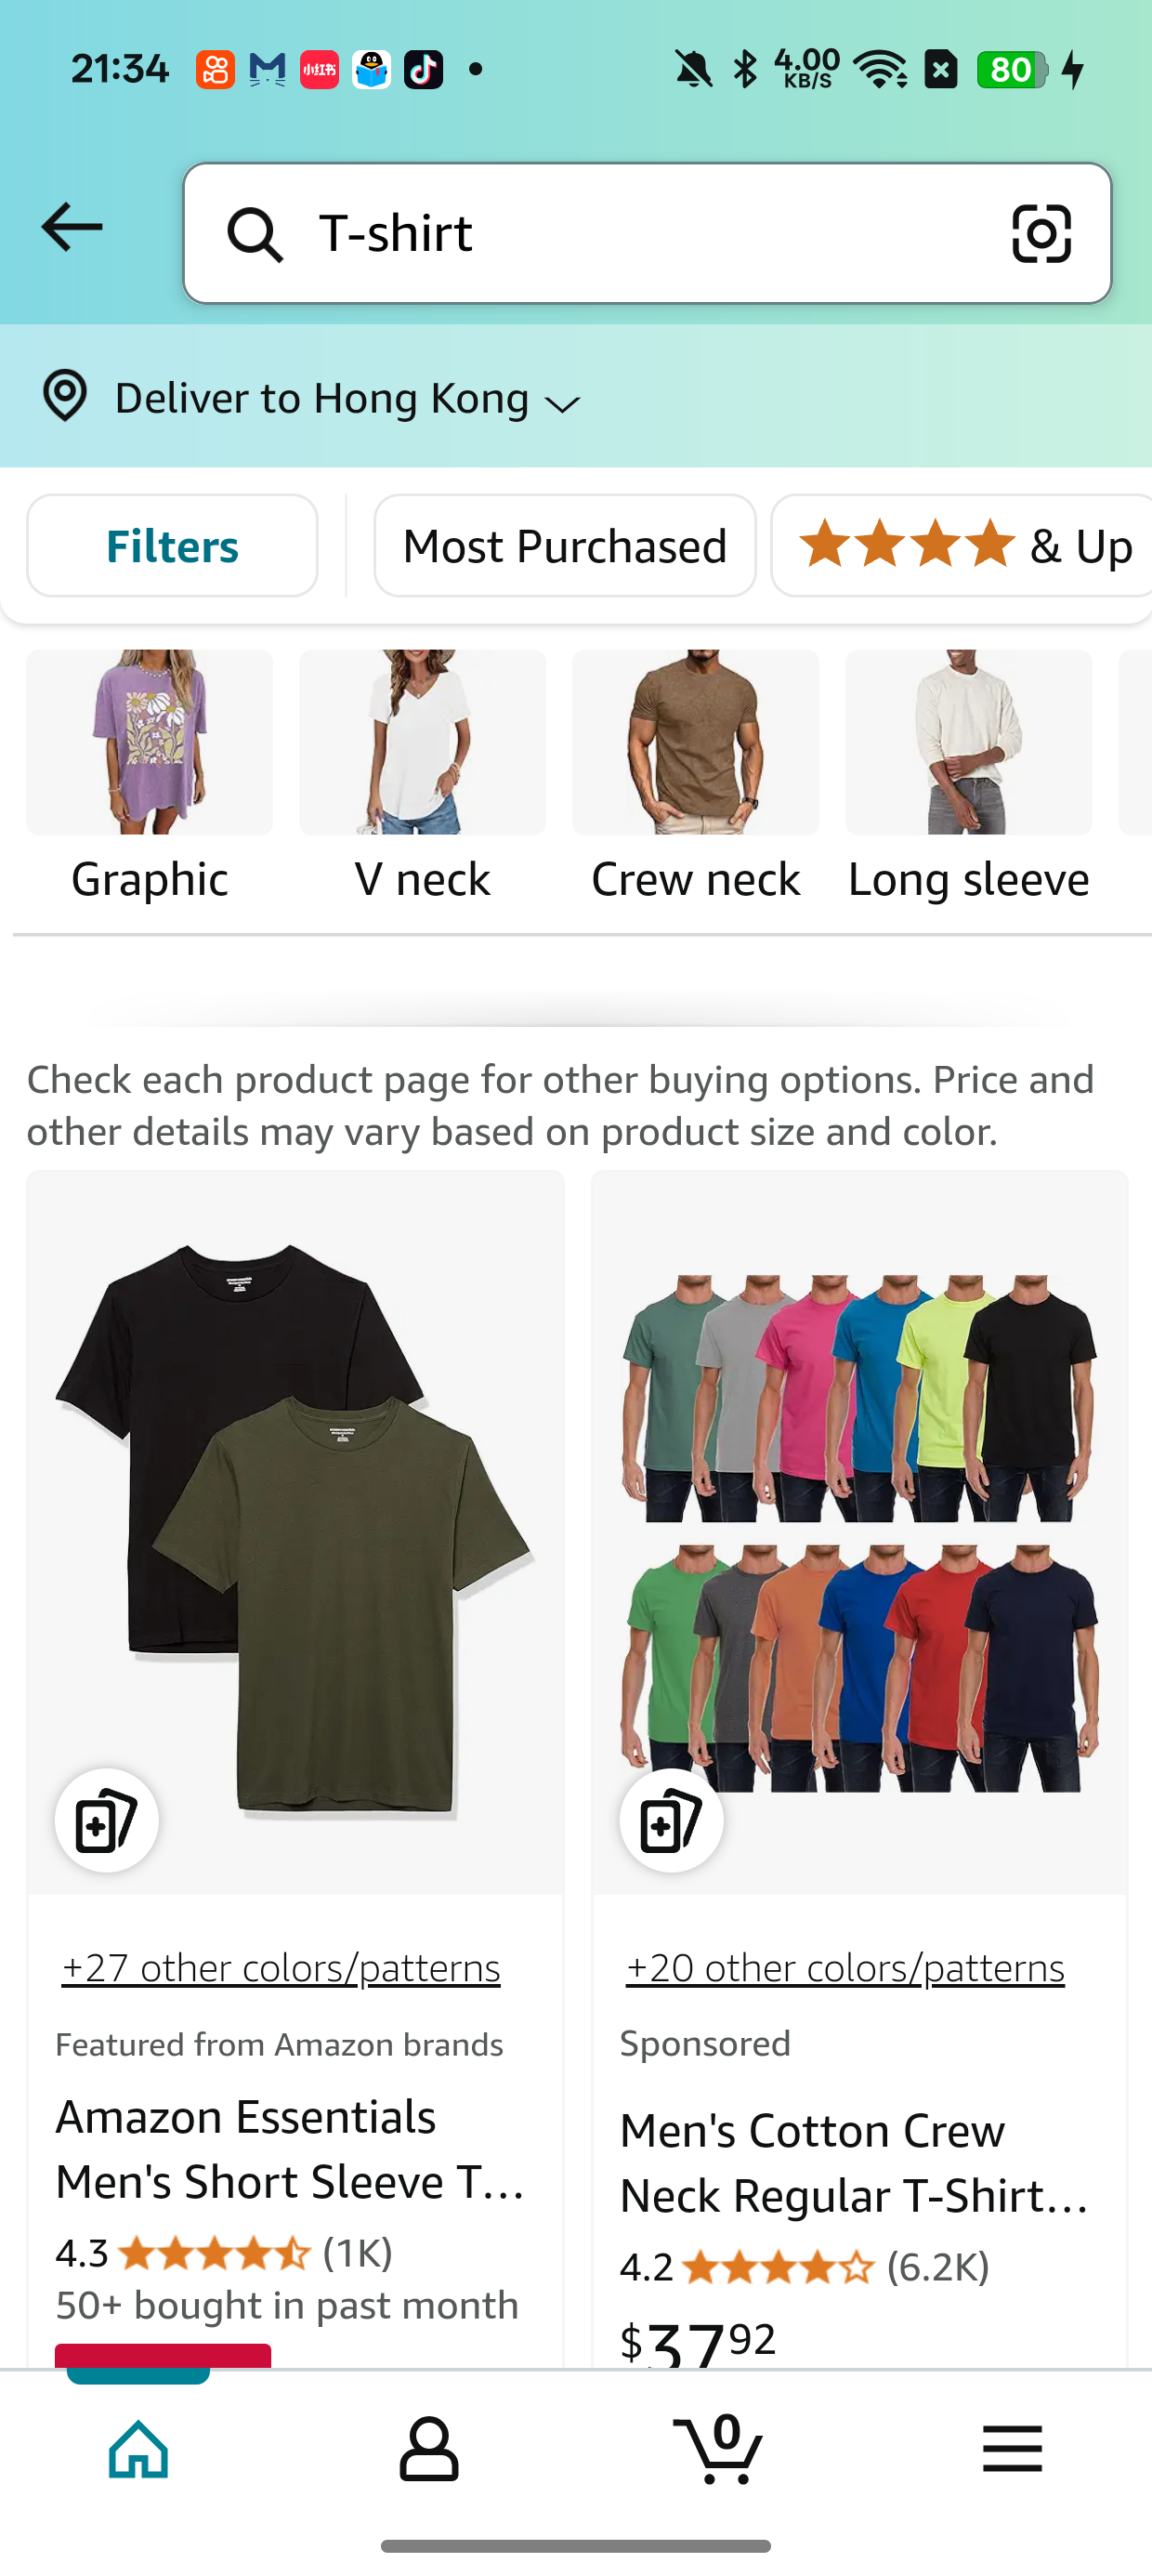 21:34
小红书
4.00
KB/S
80
T-shirt
Deliver to Hong Kong
Filters
Most Purchased
& Up
Graphic
V neck
Crew neck
Long sleeve
Check each product page for other buying options. Price and
other details may vary based on product size and color.
+27 other colors/patterns
Featured from Amazon brands
Amazon Essentials
Men's Short Sleeve T...
4.3 (1K)
50+ bought in past month
+20 other colors/patterns
Sponsored
Men's Cotton Crew
Neck Regular T-Shirt...
4.2 (6.2K)
$37.92
0